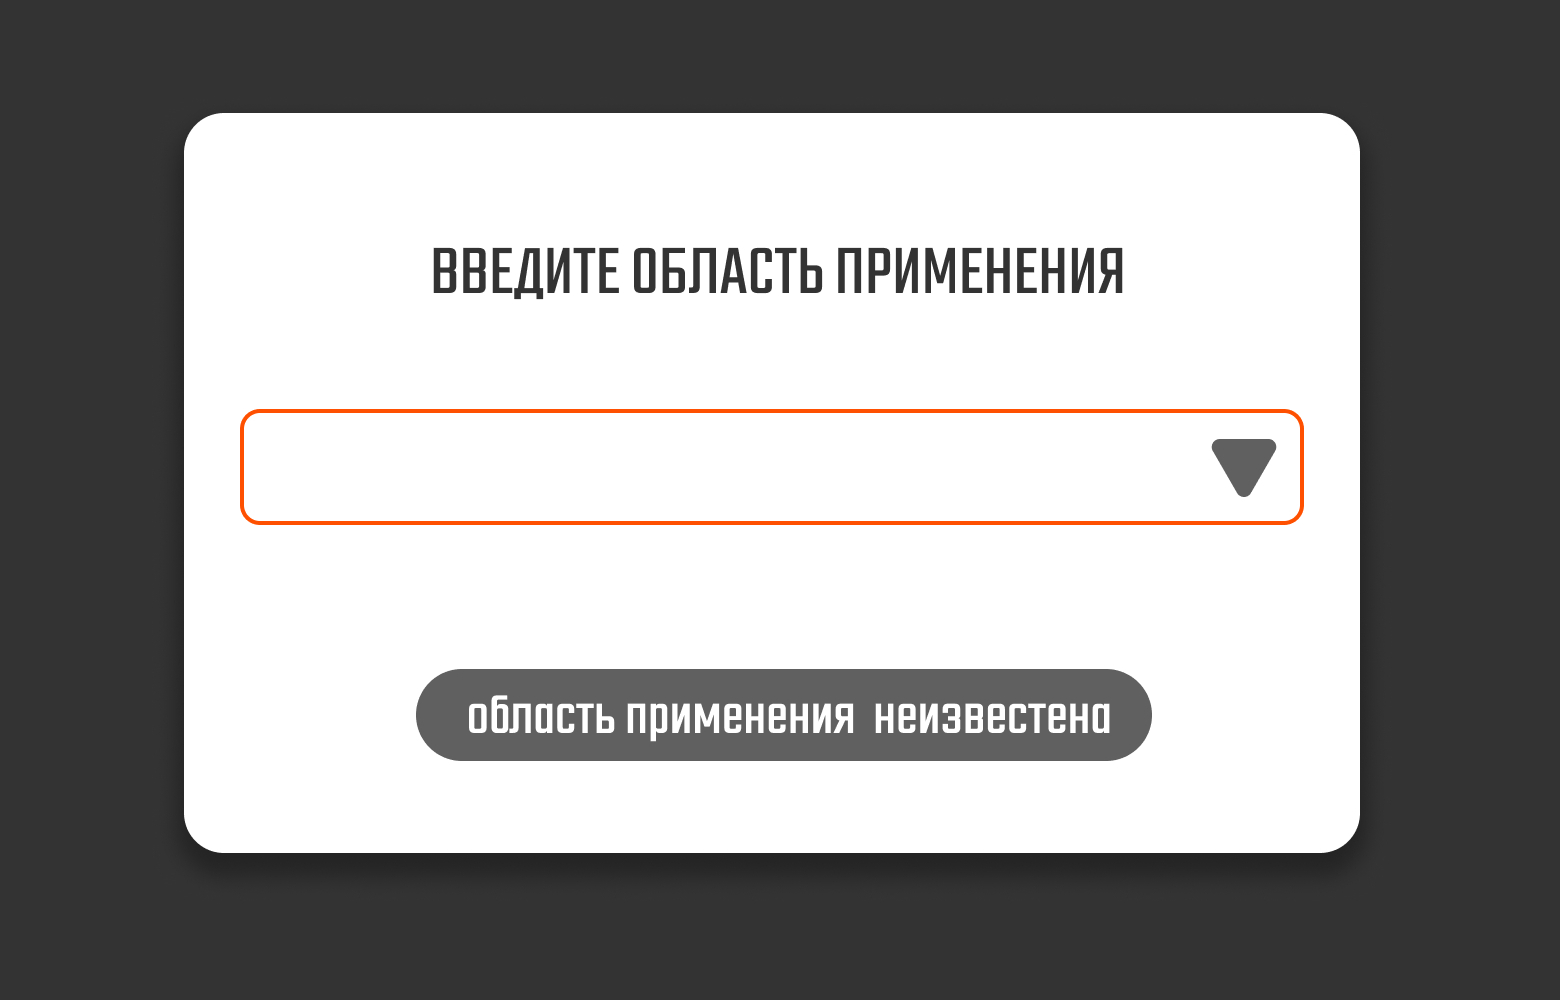 ВВЕДИТЕ ОБЛАСТЬ ПРИМЕНЕНИЯ
область применения неизвестена